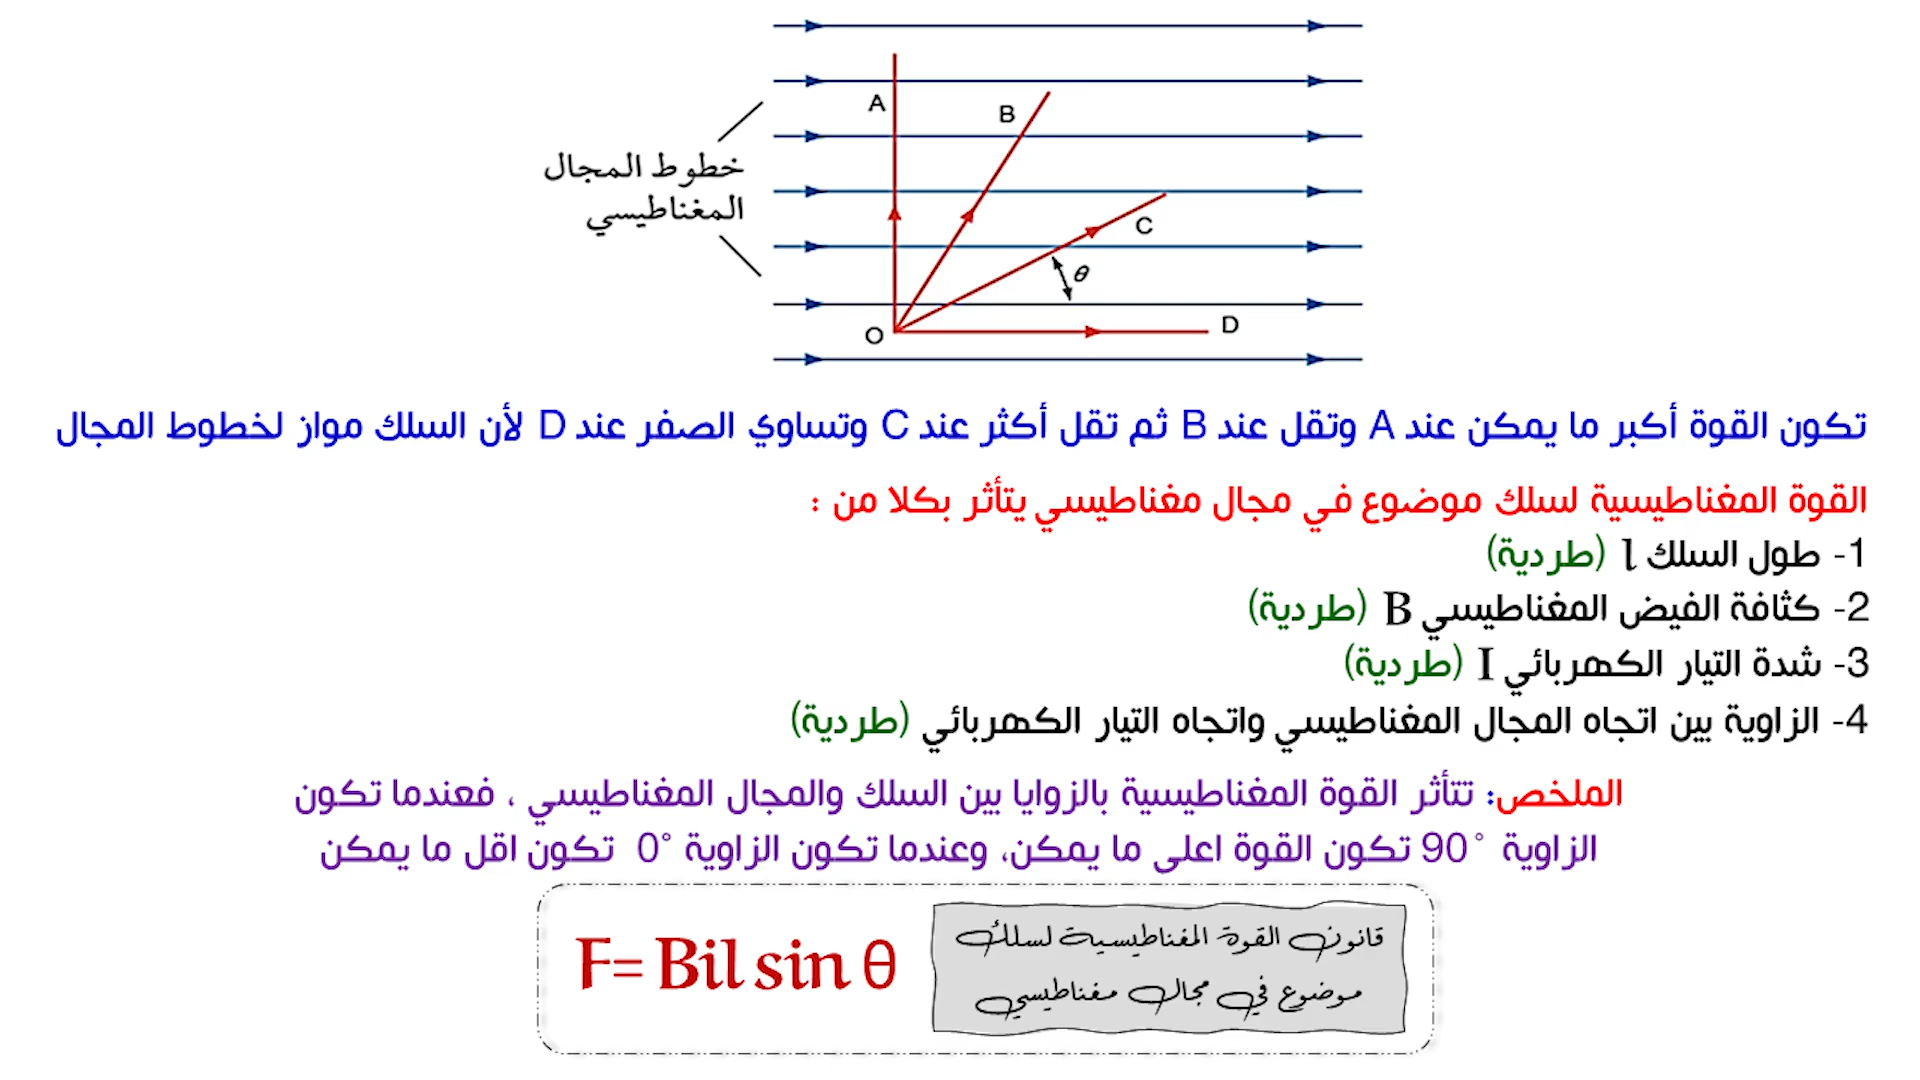 A
B
خطوط المجال
المغناطيسي
C
θ
D
O
تكون القوة أكبر ما يمكن عند A وتقل عند B ثم تقل أكثر عند C وتساوي الصفر عند D لأن السلك مواز لخطوط المجال
القوة المغناطيسية لسلك موضوع في مجال مغناطيسي يتأثر بكلا من :
1- طول السلك l (طردية)
2- كثافة الفيض المغناطيسي B (طردية)
3- شدة التيار الكهربائي I (طردية)
4- الزاوية بين اتجاه المجال المغناطيسي واتجاه التيار الكهربائي (طردية)
الملخص: تتأثر القوة المغناطيسية بالزوايا بين السلك والمجال المغناطيسي ، فعندما تكون
الزاوية °90 تكون القوة اعلى ما يمكن، وعندما تكون الزاوية °0 تكون اقل ما يمكن
قانون القوة المغناطيسية لسلك
موضوع في مجال مغناطيسي
F= Bil sin θ